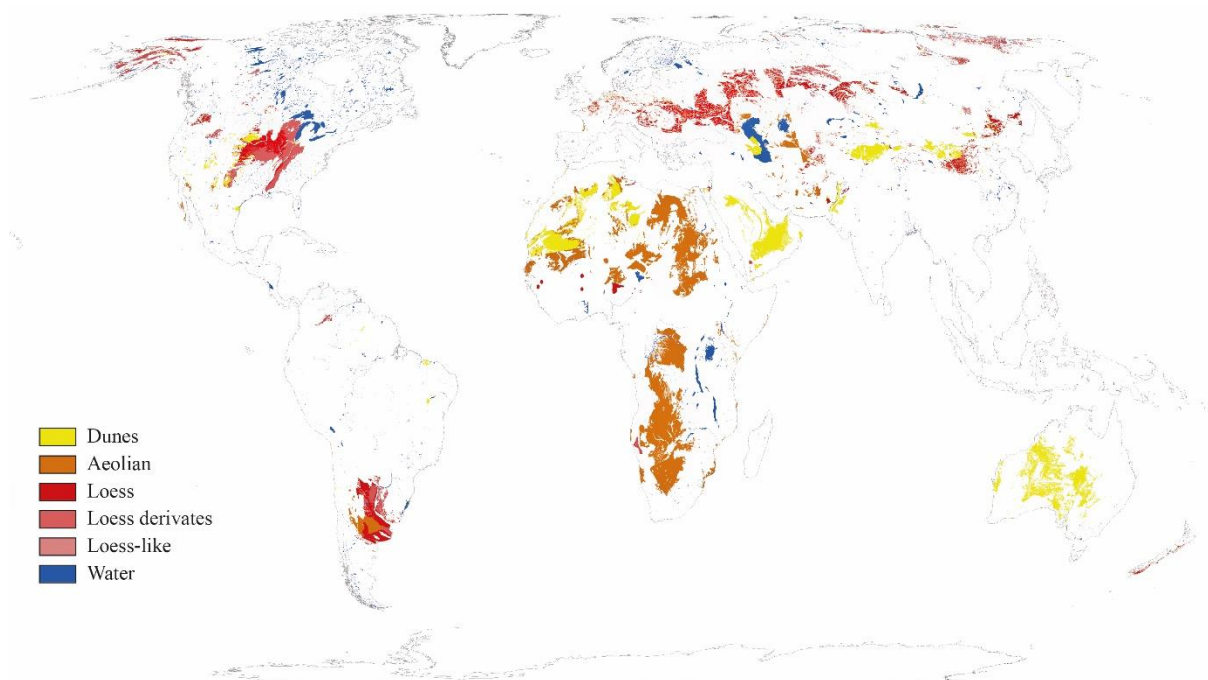 Dunes
Aeolian
Loess
Loess derivates
Loess-like
Water